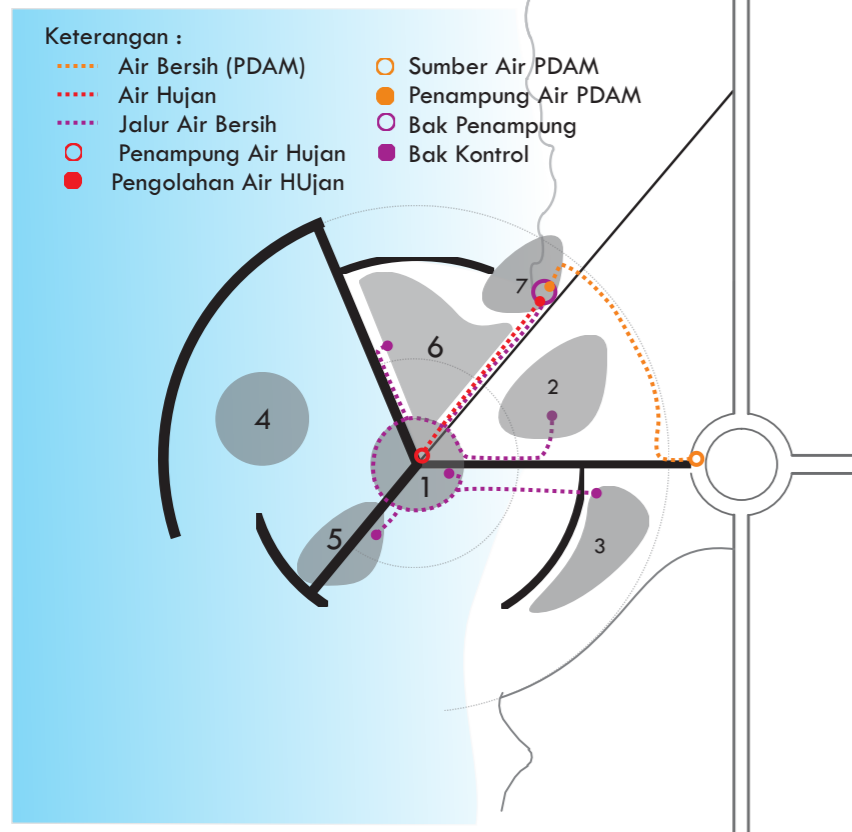 Keterangan :
Air Bersih (PDAM)
Air Hujan
Jalur Air Bersih
Penampung Air Hujan
Pengolahan Air HUjan
Sumber Air PDAM
Penampung Air PDAM
Bak Penampung
Bak Kontrol
7
6
2
4
1
5
3